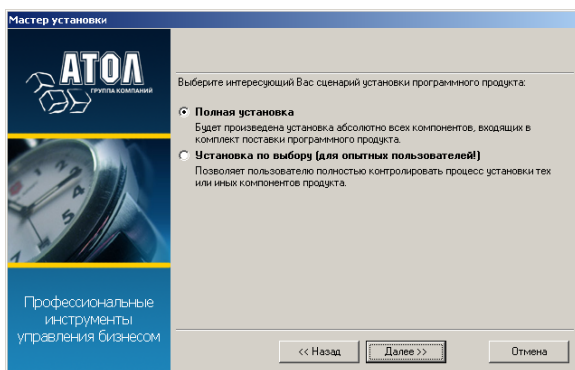 Мастер установки
АТОЛ
ГРУППА КОМПАНИЙ
Выберите интересующий Вас сценарий установки программного продукта:
Полная установка
Будет произведена установка абсолютно всех компонентов, входящих в
комплект поставки программного продукта.
Установка по выбору (для опытных пользователей!)
Позволяет пользователю полностью контролировать процесс установки тех
или иных компонентов продукта.
Профессиональные
инструменты
управления бизнесом
<< Назад
Далее >>
Отмена